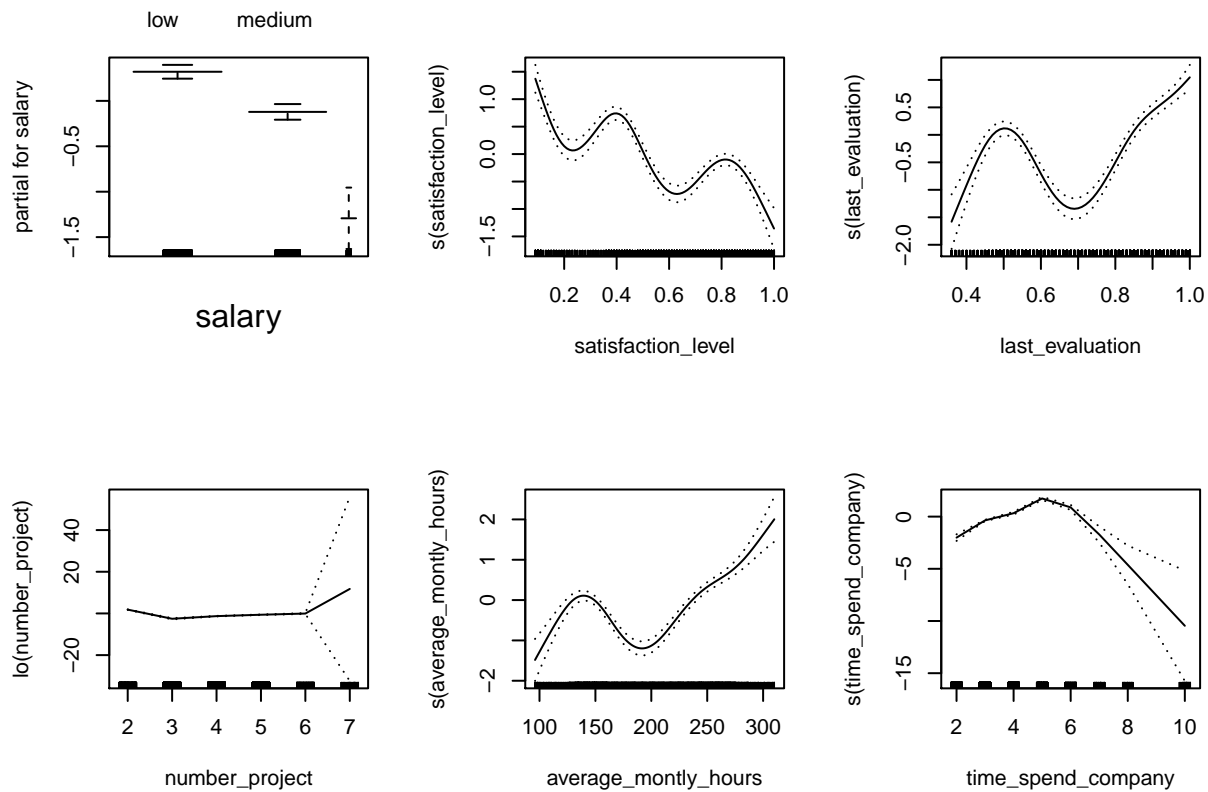 low medium
partial for salary
−0.5
−1.5
salary
s(satisfaction_level)
1.0
0.0
−1.5
0.2 0.4 0.6 0.8 1.0
satisfaction_level
s(last_evaluation)
0.5
−0.5
−2.0
0.4 0.6 0.8 1.0
last_evaluation
lo(number_project)
40
20
−20
2 3 4 5 6 7
number_project
s(average_montly_hours)
2
1
0
−2
100 150 200 250 300
average_montly_hours
s(time_spend_company)
0
−5
−15
2 4 6 8 10
time_spend_company